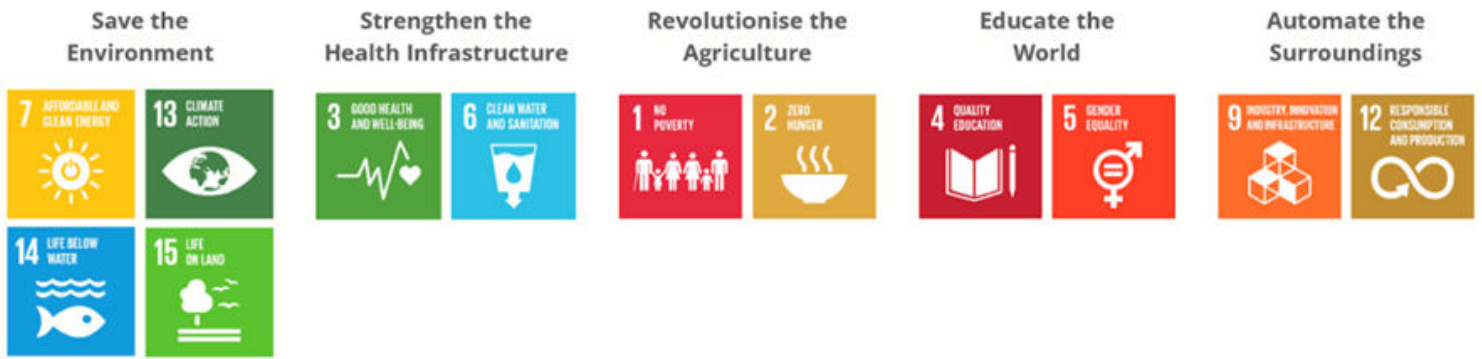 Save the
Environment
7 AFFORDABLE AND
CLEAN ENERGY
13 CLIMATE
ACTION
14 LIFE BELOW
WATER
15 LIFE
ON LAND
Strengthen the
Health Infrastructure
3 GOOD HEALTH
AND WELL-BEING
6 CLEAN WATER
AND SANITATION
Revolutionise the
Agriculture
1 NO
POVERTY
2 ZERO
HUNGER
Educate the
World
4 QUALITY
EDUCATION
5 GENDER
EQUALITY
Automate the
Surroundings
9 INDUSTRY, INNOVATION
AND INFRASTRUCTURE
12 RESPONSIBLE
CONSUMPTION
AND PRODUCTION